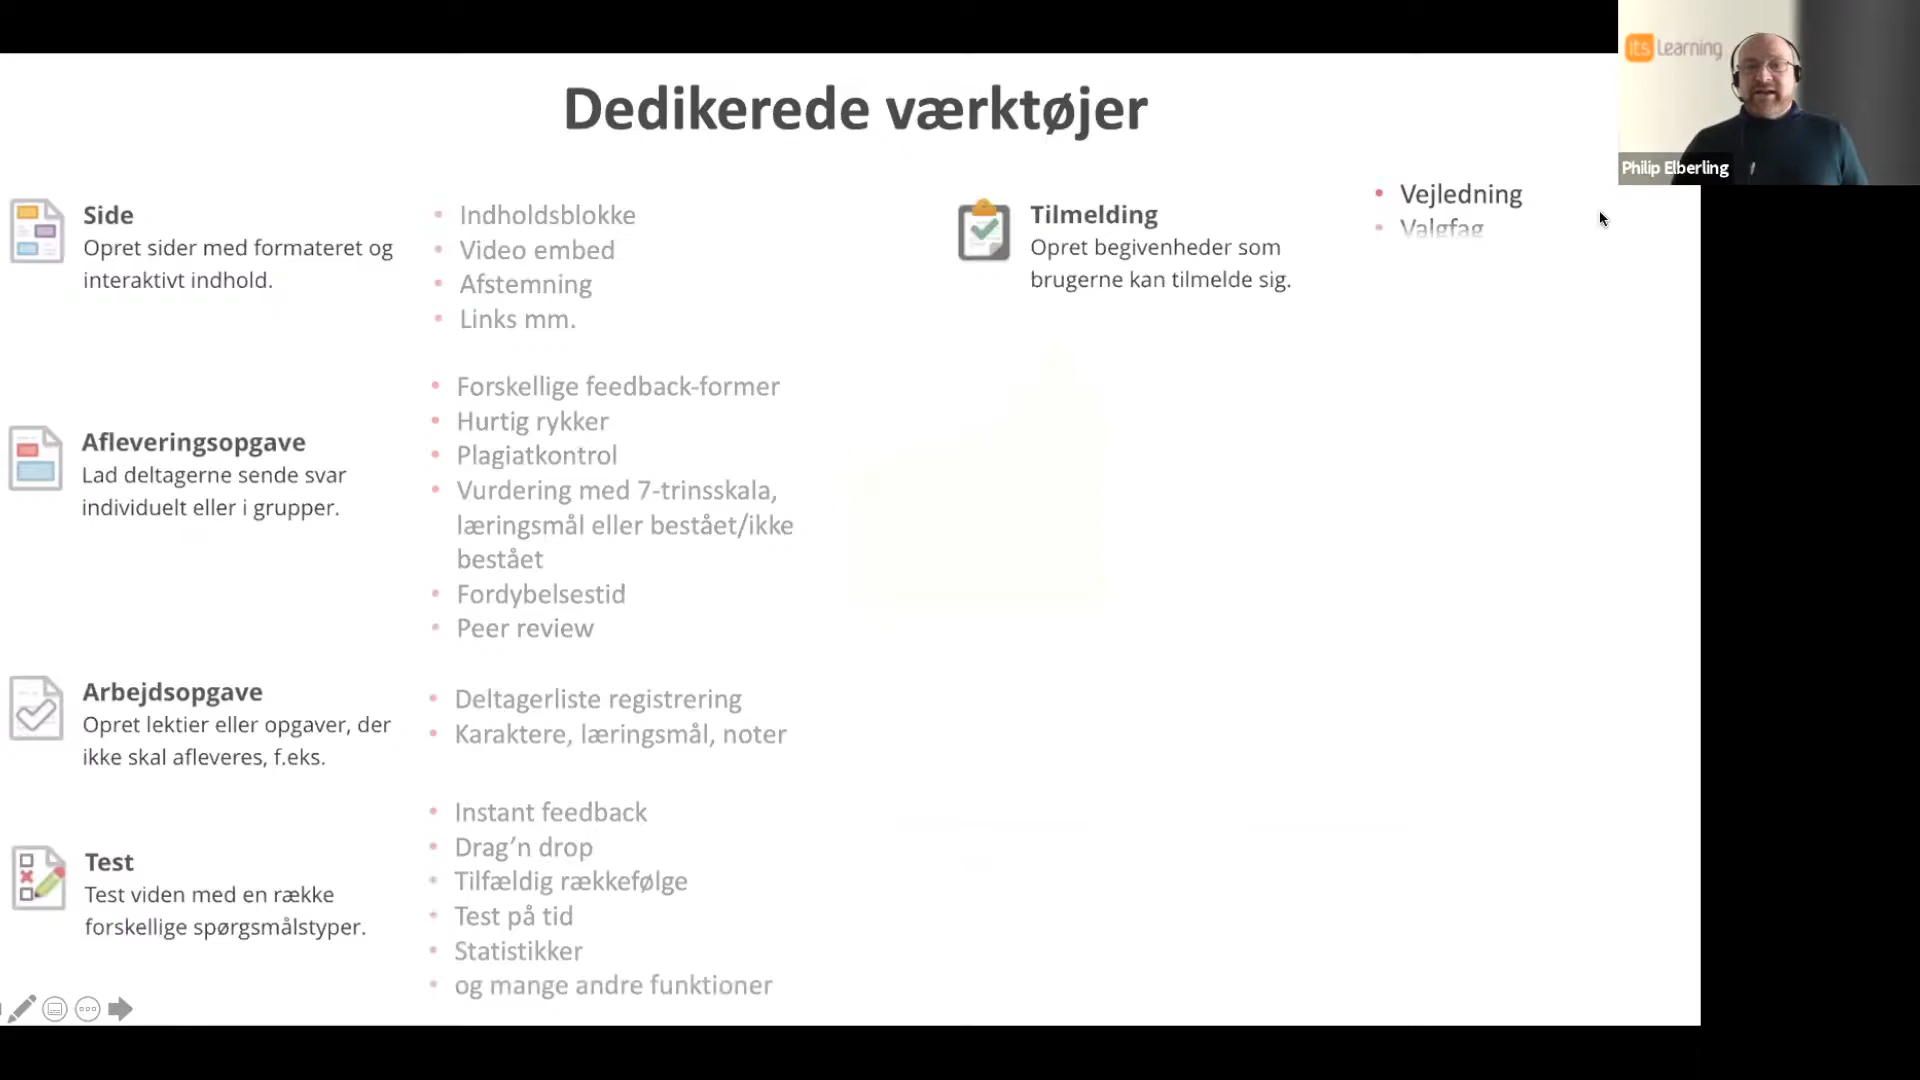 Dedikerede værktøjer
its Learning
Philip Elberling
Side
Opret sider med formateret og
interaktivt indhold.
• Indholdsblokke
• Video embed
• Afstemning
• Links mm.
Afleveringsopgave
Lad deltagerne sende svar
individuelt eller i grupper.
• Forskellige feedback-former
• Hurtig rykker
• Plagiatkontrol
• Vurdering med 7-trinsskala,
læringsmål eller bestået/ikke
bestået
• Fordybelsestid
• Peer review
Arbejdsopgave
Opret lektier eller opgaver, der
ikke skal afleveres, f.eks.
• Deltagerliste registrering
• Karaktere, læringsmål, noter
Test
Test viden med en række
forskellige spørgsmålstyper.
• Instant feedback
• Drag’n drop
• Tilfældig rækkefølge
• Test på tid
• Statistikker
• og mange andre funktioner
Tilmelding
Opret begivenheder som
brugerne kan tilmelde sig.
• Vejledning
• Valgfag